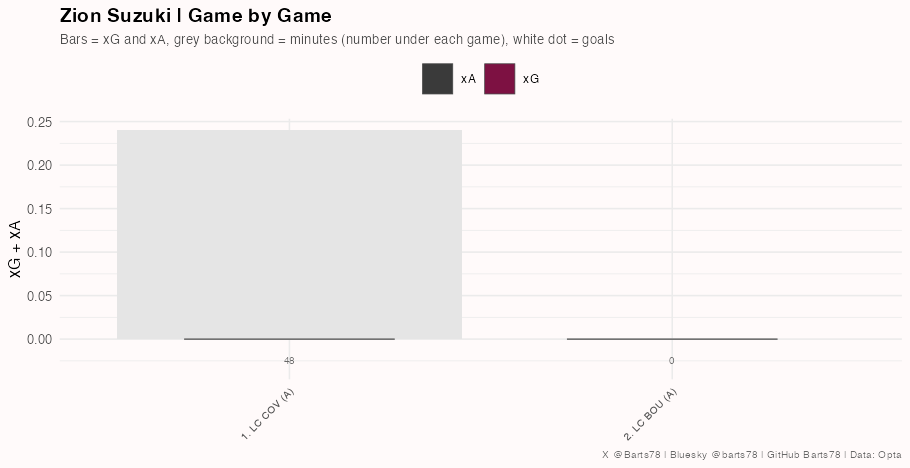 Zion Suzuki | Game by Game
Bars = xG and xA, grey background = minutes (number under each game), white dot = goals
xA xG
xG + xA
0.25
0.20
0.15
0.10
0.05
0.00
48 0
1. LC COV (A) 2. LC BOU (A)
X @Barts78 | Bluesky @barts78 | GitHub Barts78 | Data: Opta